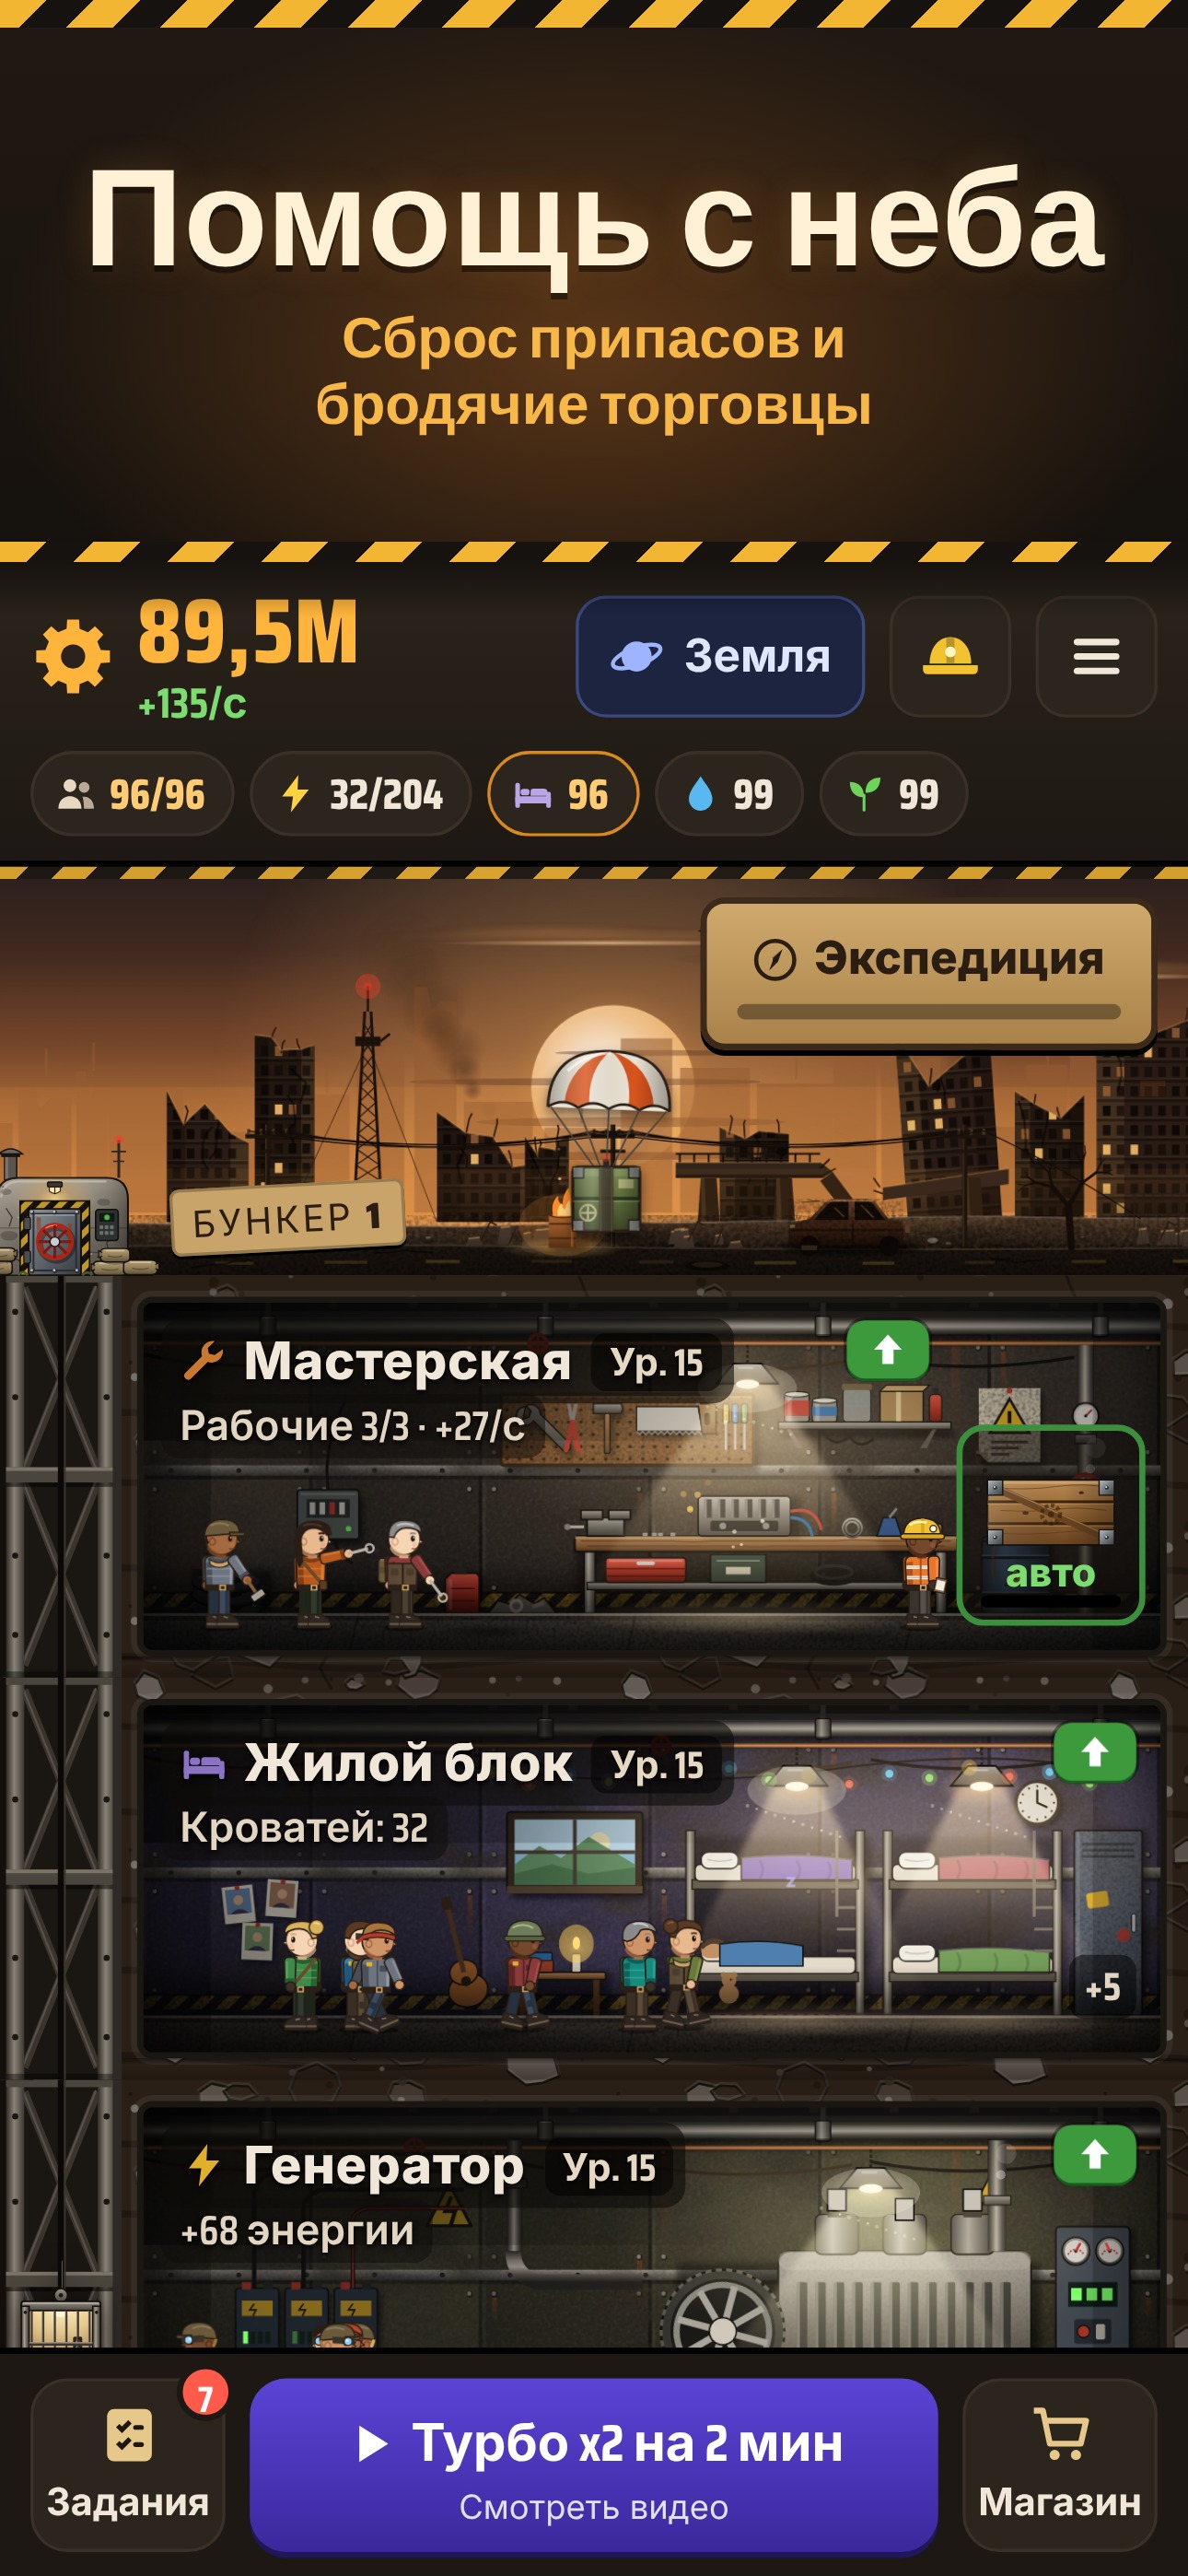 Помощь с неба
Сброс припасов и
бродячие торговцы
89,5M
+135/с
Земля
96/96
32/204
96
99
99
Экспедиция
БУНКЕР 1
Мастерская
Ур. 15
Рабочие 3/3 · +27/с
авто
Жилой блок
Ур. 15
Кроватей: 32
z
+5
Генератор
Ур. 15
+68 энергии
7
Задания
Турбо x2 на 2 мин
Смотреть видео
Магазин